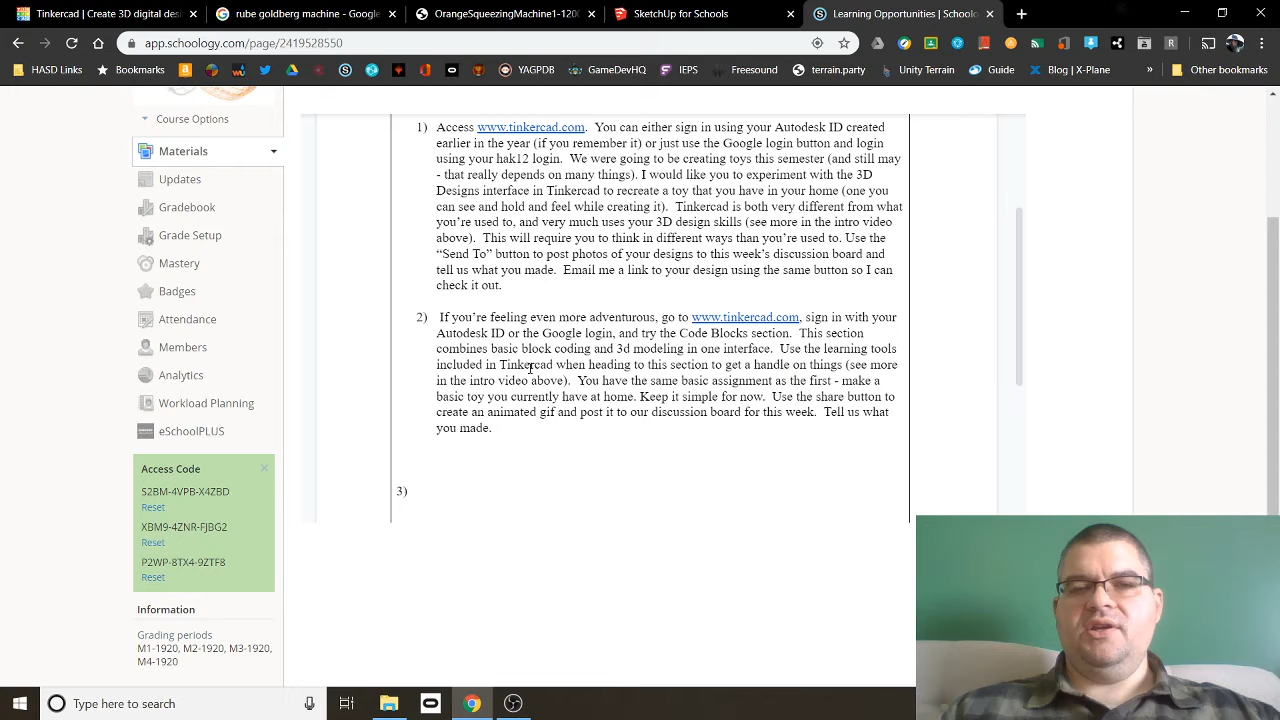 Tinkercad | Create 3D digital desi
rube goldberg machine - Google
OrangeSqueezingMachine1-1200
SketchUp for Schools
Learning Opportunities | Schoolo
app.schoology.com/page/2419528550
HASD Links
Bookmarks
YAGPDB
GameDevHQ
IEPS
Freesound
terrain.party
Unity Terrain
Guide
Blog | X-Plane
»
Other bookmarks
Course Options
Materials
Updates
Gradebook
Grade Setup
Mastery
Badges
Attendance
Members
Analytics
Workload Planning
eSchoolPLUS
Access Code
S2BM-4VPB-X4ZBD
Reset
XBM9-4ZNR-FJBG2
Reset
P2WP-8TX4-9ZTF8
Reset
Information
Grading periods
M1-1920, M2-1920, M3-1920,
M4-1920
1) Access www.tinkercad.com. You can either sign in using your Autodesk ID created
earlier in the year (if you remember it) or just use the Google login button and login
using your hak12 login. We were going to be creating toys this semester (and still may
- that really depends on many things). I would like you to experiment with the 3D
Designs interface in Tinkercad to recreate a toy that you have in your home (one you
can see and hold and feel while creating it). Tinkercad is both very different from what
you're used to, and very much uses your 3D design skills (see more in the intro video
above). This will require you to think in different ways than you're used to. Use the
“Send To” button to post photos of your designs to this week's discussion board and
tell us what you made. Email me a link to your design using the same button so I can
check it out.
2) If you're feeling even more adventurous, go to www.tinkercad.com, sign in with your
Autodesk ID or the Google login, and try the Code Blocks section. This section
combines basic block coding and 3d modeling in one interface. Use the learning tools
included in Tinkercad when heading to this section to get a handle on things (see more
in the intro video above). You have the same basic assignment as the first - make a
basic toy you currently have at home. Keep it simple for now. Use the share button to
create an animated gif and post it to our discussion board for this week. Tell us what
you made.
3)
Type here to search